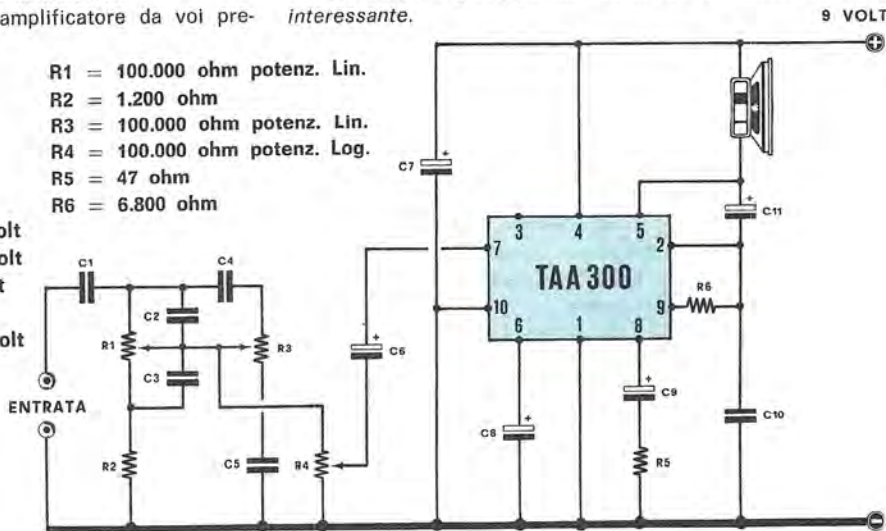 amplificatore da voi pre-
interessante.
9 VOLT
R1 = 100.000 ohm potenz. Lin.
R2 = 1.200 ohm
R3 = 100.000 ohm potenz. Lin.
R4 = 100.000 ohm potenz. Log.
R5 = 47 ohm
R6 = 6.800 ohm
olt
olt
t
olt
C1
C4
C2
R1
R3
C3
ENTRATA
R2
C5
R4
C6
C7
3
4
5
7
2
TAA300
10
9
6
1
8
R6
C11
C8
C9
R5
C10